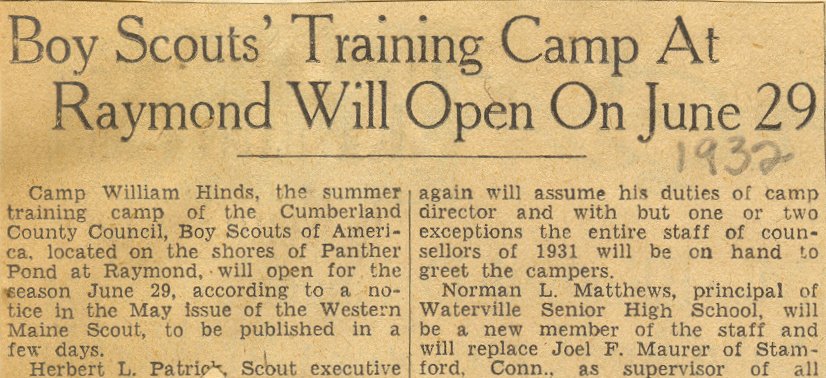 Boy Scouts' Training Camp At
Raymond Will Open On June 29
1932
Camp William Hinds, the summer
training camp of the Cumberland
County Council, Boy Scouts of Ameri-
ca, located on the shores of Panther
Pond at Raymond, will open for the
season June 29, according to a no-
tice in the May issue of the Western
Maine Scout, to be published in a
few days.
Herbert L. Patrick, Scout executive
again will assume his duties of camp
director and with but one or two
exceptions the entire staff of coun-
sellors of 1931 will be on hand to
greet the campers.
Norman L. Matthews, principal of
Waterville Senior High School, will
be a new member of the staff and
will replace Joel F. Maurer of Stam-
ford, Conn., as supervisor of all